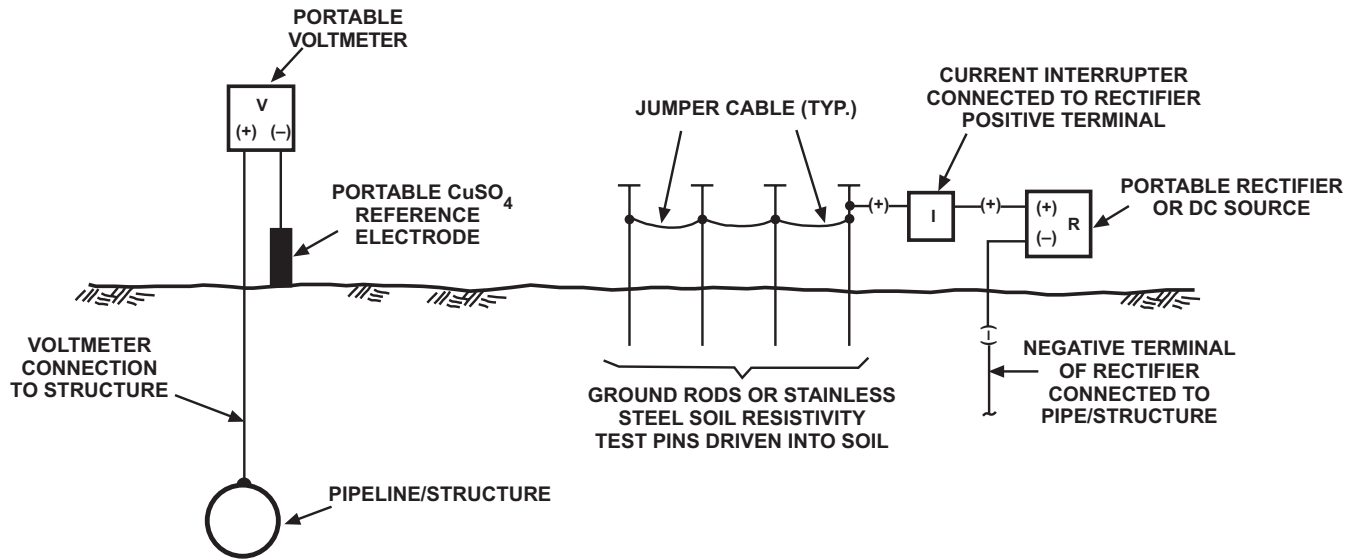 PORTABLE
VOLTMETER
V
(+) (–)
PORTABLE CuSO₄
REFERENCE
ELECTRODE
VOLTMETER
CONNECTION
TO STRUCTURE
PIPELINE/STRUCTURE
JUMPER CABLE (TYP.)
CURRENT INTERRUPTER
CONNECTED TO RECTIFIER
POSITIVE TERMINAL
(+)
I
(+)
(+)
R
(–)
PORTABLE RECTIFIER
OR DC SOURCE
GROUND RODS OR STAINLESS
STEEL SOIL RESISTIVITY
TEST PINS DRIVEN INTO SOIL
(–)
NEGATIVE TERMINAL
OF RECTIFIER
CONNECTED TO
PIPE/STRUCTURE